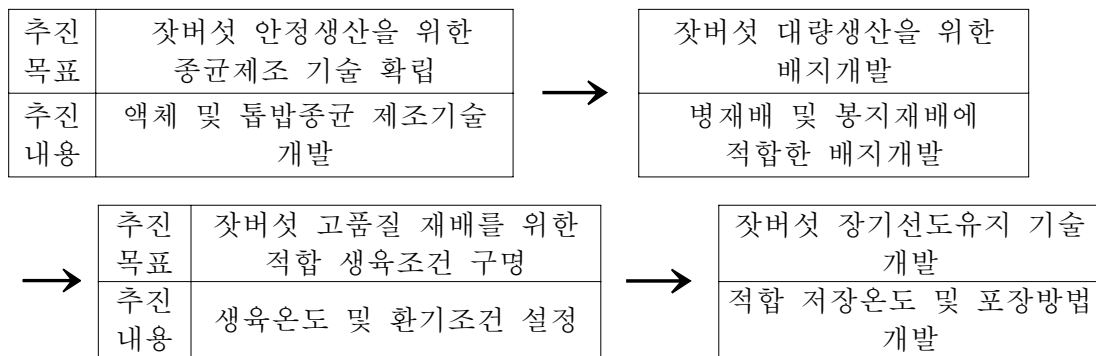 추진
목표
잣버섯 안정생산을 위한
종균제조 기술 확립
추진
내용
액체 및 톱밥종균 제조기술
개발
잣버섯 대량생산을 위한
배지개발
병재배 및 봉지재배에
적합한 배지개발
추진
목표
잣버섯 고품질 재배를 위한
적합 생육조건 구명
추진
내용
생육온도 및 환기조건 설정
잣버섯 장기선도유지 기술
개발
적합 저장온도 및 포장방법
개발